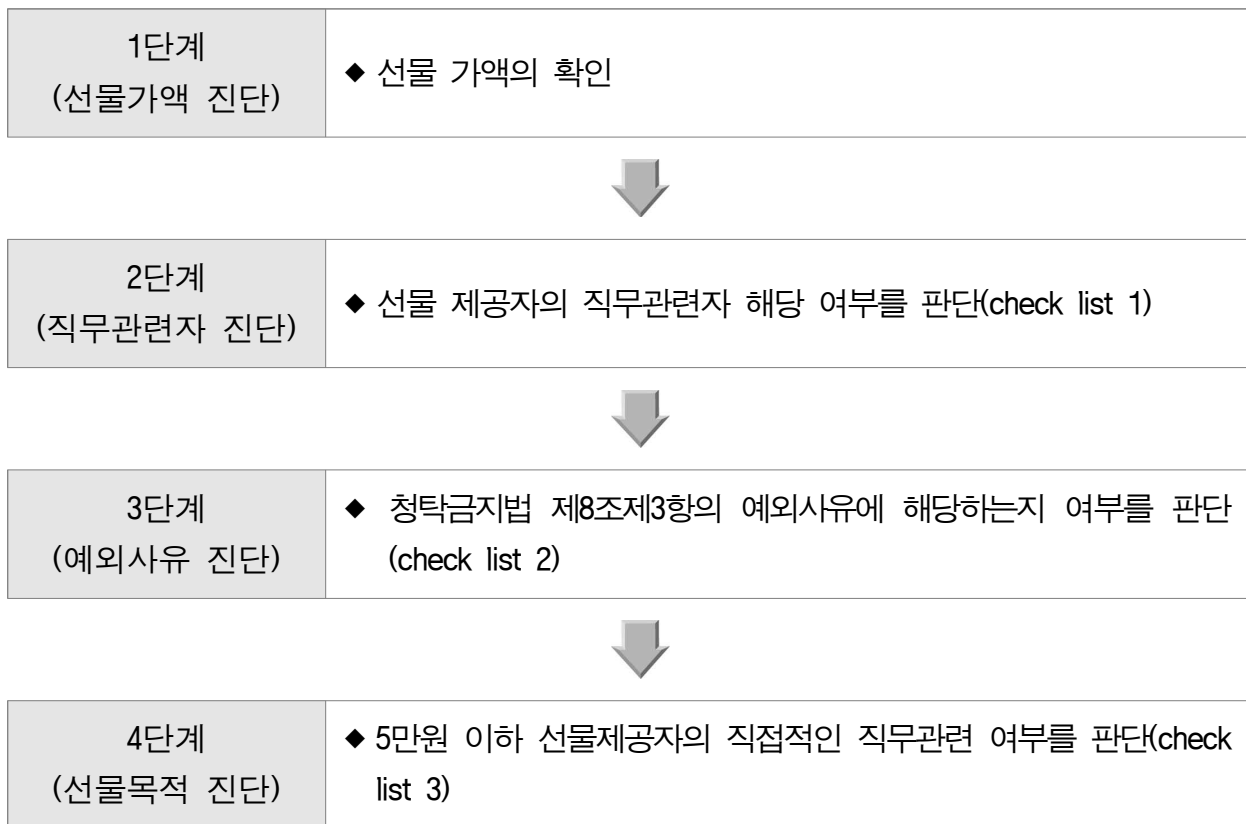 1단계
(선물가액 진단)
◆ 선물 가액의 확인
2단계
(직무관련자 진단)
◆ 선물 제공자의 직무관련자 해당 여부를 판단(check list 1)
3단계
(예외사유 진단)
◆ 청탁금지법 제8조제3항의 예외사유에 해당하는지 여부를 판단
(check list 2)
4단계
(선물목적 진단)
◆ 5만원 이하 선물제공자의 직접적인 직무관련 여부를 판단(check
list 3)